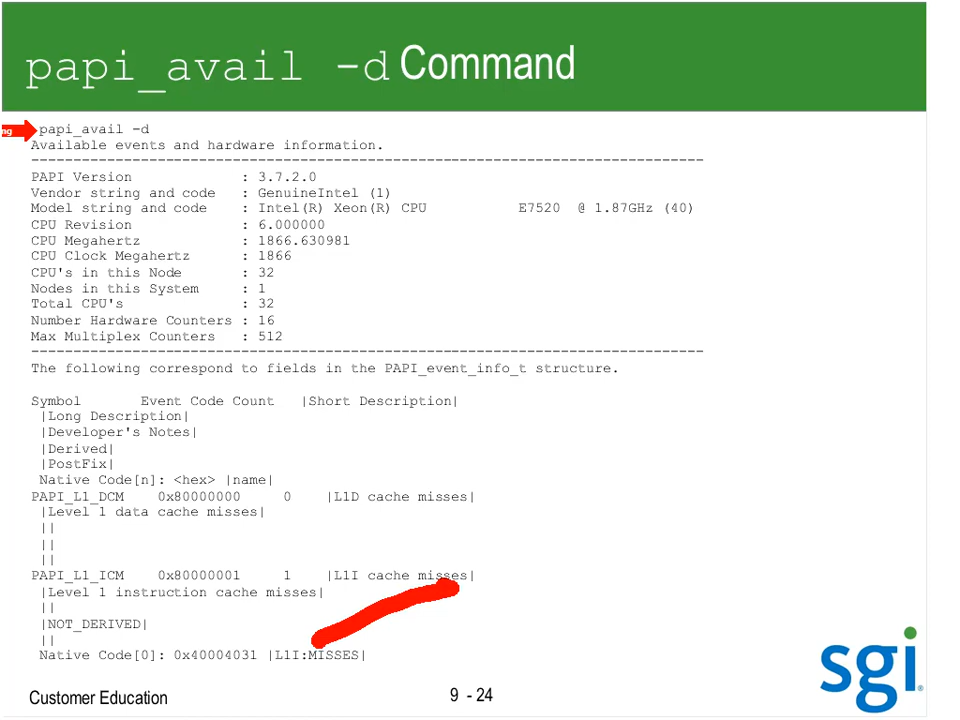 papi_avail -d Command
ng
papi_avail -d
Available events and hardware information.
--------------------------------------------------------------------------------
PAPI Version             : 3.7.2.0
Vendor string and code   : GenuineIntel (1)
Model string and code    : Intel(R) Xeon(R) CPU           E7520  @ 1.87GHz (40)
CPU Revision             : 6.000000
CPU Megahertz            : 1866.630981
CPU Clock Megahertz      : 1866
CPU's in this Node       : 32
Nodes in this System     : 1
Total CPU's              : 32
Number Hardware Counters : 16
Max Multiplex Counters   : 512
--------------------------------------------------------------------------------
The following correspond to fields in the PAPI_event_info_t structure.
Symbol       Event Code Count   |Short Description|
|Long Description|
|Developer's Notes|
|Derived|
|PostFix|
Native Code[n]: <hex> |name|
PAPI_L1_DCM    0x80000000     0    |L1D cache misses|
|Level 1 data cache misses|
||
||
||
PAPI_L1_ICM    0x80000001     1    |L1I cache misses|
|Level 1 instruction cache misses|
||
|NOT_DERIVED|
||
Native Code[0]: 0x40004031 |L1I:MISSES|
Customer Education
9 - 24
sgi®